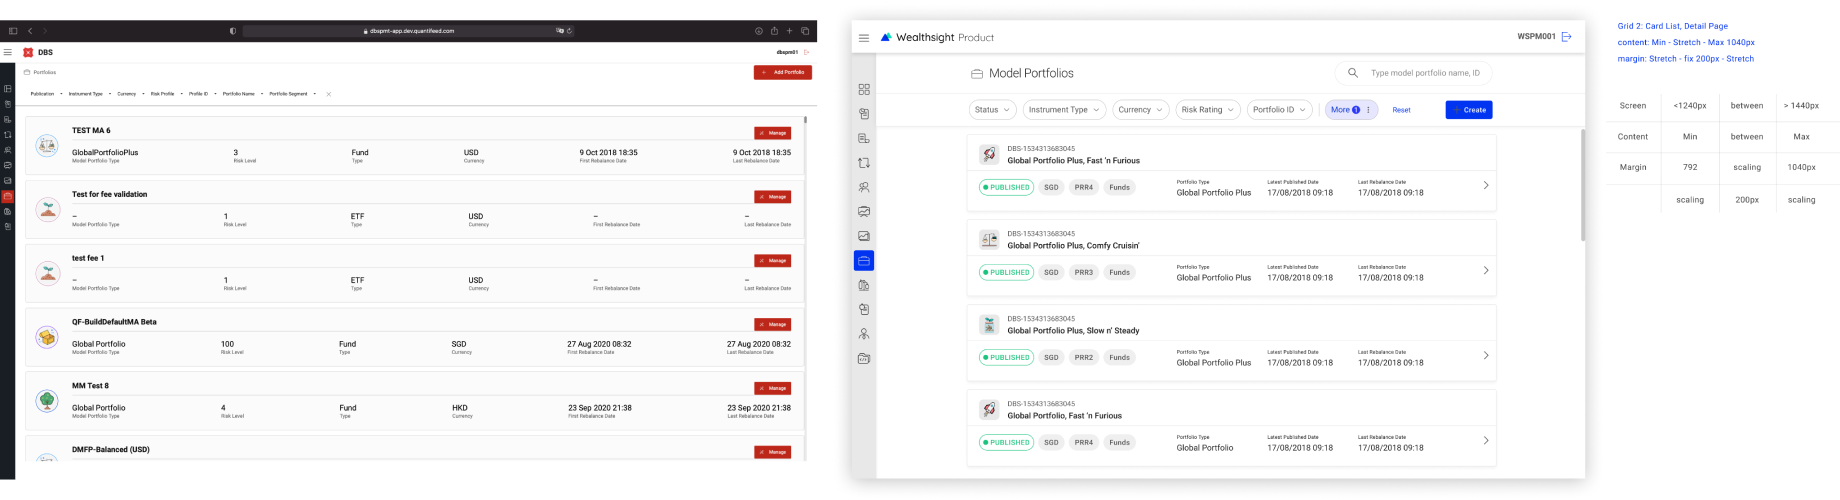 dbspmt-app.dev.quantifeed.com
DBS
dbspm01
Portfolios
+ Add Portfolio
Publication
Instrument Type
Currency
Risk Profile
Profile ID
Portfolio Name
Portfolio Segment
TEST MA 6
Manage
GlobalPortfolioPlus 3 Fund USD 9 Oct 2018 18:35 9 Oct 2018 18:35
Model Portfolio Type Risk Level Type Currency First Rebalance Date Last Rebalance Date
Test for fee validation
Manage
– 1 ETF USD – –
Model Portfolio Type Risk Level Type Currency First Rebalance Date Last Rebalance Date
test fee 1
Manage
– 1 ETF USD – –
Model Portfolio Type Risk Level Type Currency First Rebalance Date Last Rebalance Date
QF-BuildDefaultMA Beta
Manage
Global Portfolio 100 Fund SGD 27 Aug 2020 08:32 27 Aug 2020 08:32
Model Portfolio Type Risk Level Type Currency First Rebalance Date Last Rebalance Date
MM Test 8
Manage
Global Portfolio 4 Fund HKD 23 Sep 2020 21:38 23 Sep 2020 21:38
Model Portfolio Type Risk Level Type Currency First Rebalance Date Last Rebalance Date
DMFP-Balanced (USD)
Manage
Wealthsight Product
WSPM001
Model Portfolios
Type model portfolio name, ID
Status
Instrument Type
Currency
Risk Rating
Portfolio ID
More 1
Reset
+ Create
DBS-1534313683045
Global Portfolio Plus, Fast 'n Furious
PUBLISHED SGD PRR4 Funds
Portfolio Type Latest Published Date Last Rebalance Date
Global Portfolio Plus 17/08/2018 09:18 17/08/2018 09:18
DBS-1534313683045
Global Portfolio Plus, Comfy Cruisin'
PUBLISHED SGD PRR3 Funds
Portfolio Type Latest Published Date Last Rebalance Date
Global Portfolio Plus 17/08/2018 09:18 17/08/2018 09:18
DBS-1534313683045
Global Portfolio Plus, Slow n' Steady
PUBLISHED SGD PRR2 Funds
Portfolio Type Latest Published Date Last Rebalance Date
Global Portfolio Plus 17/08/2018 09:18 17/08/2018 09:18
DBS-1534313683045
Global Portfolio, Fast 'n Furious
PUBLISHED SGD PRR4 Funds
Portfolio Type Latest Published Date Last Rebalance Date
Global Portfolio 17/08/2018 09:18 17/08/2018 09:18
Grid 2: Card List, Detail Page
content: Min - Stretch - Max 1040px
margin: Stretch - fix 200px - Stretch
Screen <1240px between > 1440px
Content Min between Max
Margin 792 scaling 1040px
scaling 200px scaling